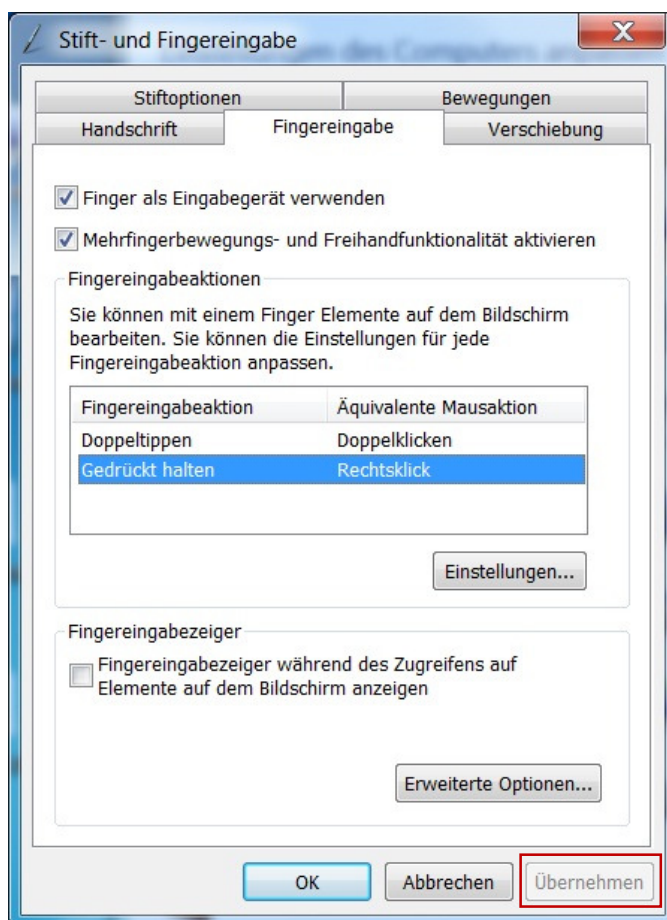 Stift- und Fingereingabe
Stiftoptionen Bewegungen
Handschrift Fingereingabe Verschiebung
Finger als Eingabegerät verwenden
Mehrfingerbewegungs- und Freihandfunktionalität aktivieren
Fingereingabeaktionen
Sie können mit einem Finger Elemente auf dem Bildschirm
bearbeiten. Sie können die Einstellungen für jede
Fingereingabeaktion anpassen.
Fingereingabeaktion Äquivalente Mausaktion
Doppeltippen Doppelklicken
Gedrückt halten Rechtsklick
Einstellungen...
Fingereingabezeiger
Fingereingabezeiger während des Zugreifens auf
Elemente auf dem Bildschirm anzeigen
Erweiterte Optionen...
OK Abbrechen Übernehmen